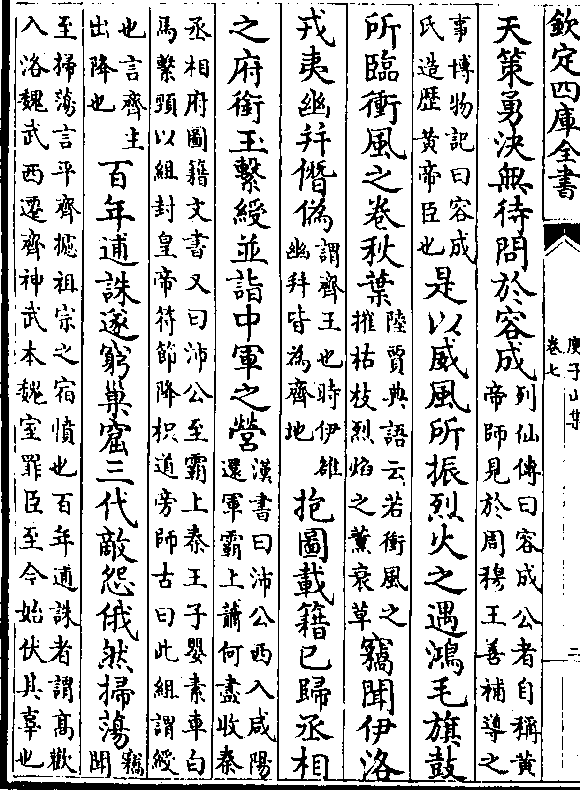 欽定四庫全書
庾子山集
卷七
天策勇決無待問於容成列仙傳曰容成公者自稱黄帝師見於周穆王善補導之
事博物記曰容成氏造歴黄帝臣也是以威風所振烈火之遇鴻毛旗鼓
所臨衝風之卷秋葉陸賈典語云若衝風之摧枯枝烈焰之薰衰草竊聞伊洛
戎夷幽幷僭偽謂齊王也時伊雒幽幷皆為齊地抱圖載籍已歸丞相
之府銜玉繫綬並詣中軍之營漢書曰沛公西入咸陽還軍霸上蕭何盡收秦
丞相府圖籍文書又曰沛公至霸上秦王子嬰素車白馬繫頸以組封皇帝符節降枳道旁師古曰此組謂綬
也言齊主出降也百年逋誅遂窮巢窟三代敵怨俄然掃蕩竊聞
至掃蕩言平齊攄祖宗之宿憤也百年逋誅者謂髙歡入洛魏武西遷齊神武本魏室罪臣至今始伏其辜也